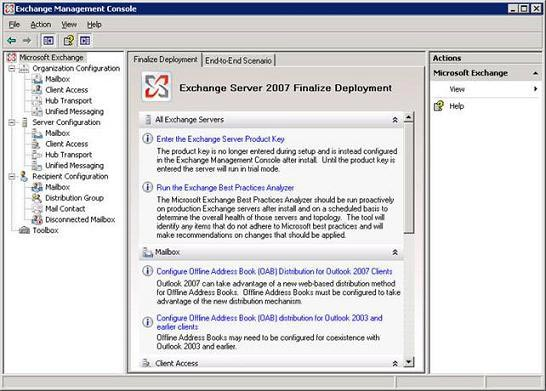 Exchange Management Console
File Action View Help
Microsoft Exchange
Organization Configuration
Mailbox
Client Access
Hub Transport
Unified Messaging
Server Configuration
Mailbox
Client Access
Hub Transport
Unified Messaging
Recipient Configuration
Mailbox
Distribution Group
Mail Contact
Disconnected Mailbox
Toolbox
Finalize Deployment End-to-End Scenario
Exchange Server 2007 Finalize Deployment
All Exchange Servers
Enter the Exchange Server Product Key
The product key is no longer entered during setup and is instead configured
in the Exchange Management Console after install. Until the product key is
entered the server will run in trial mode.
Run the Exchange Best Practices Analyzer
The Microsoft Exchange Best Practices Analyzer should be run proactively
on production Exchange servers after install and on a scheduled basis to
determine the overall health of those servers and topology. The tool will
identify any items that do not adhere to Microsoft best practices and will
make recommendations on changes that should be applied.
Mailbox
Configure Offline Address Book (OAB) Distribution for Outlook 2007 Clients
Outlook 2007 can take advantage of a new web-based distribution method
for Offline Address Books. Offline Address Books must be configured to take
advantage of the new distribution mechanism.
Configure Offline Address Book (OAB) distribution for Outlook 2003 and
earlier clients
Offline Address Books may need to be configured for coexistence with
Outlook 2003 and earlier.
Client Access
Actions
Microsoft Exchange
View
Help